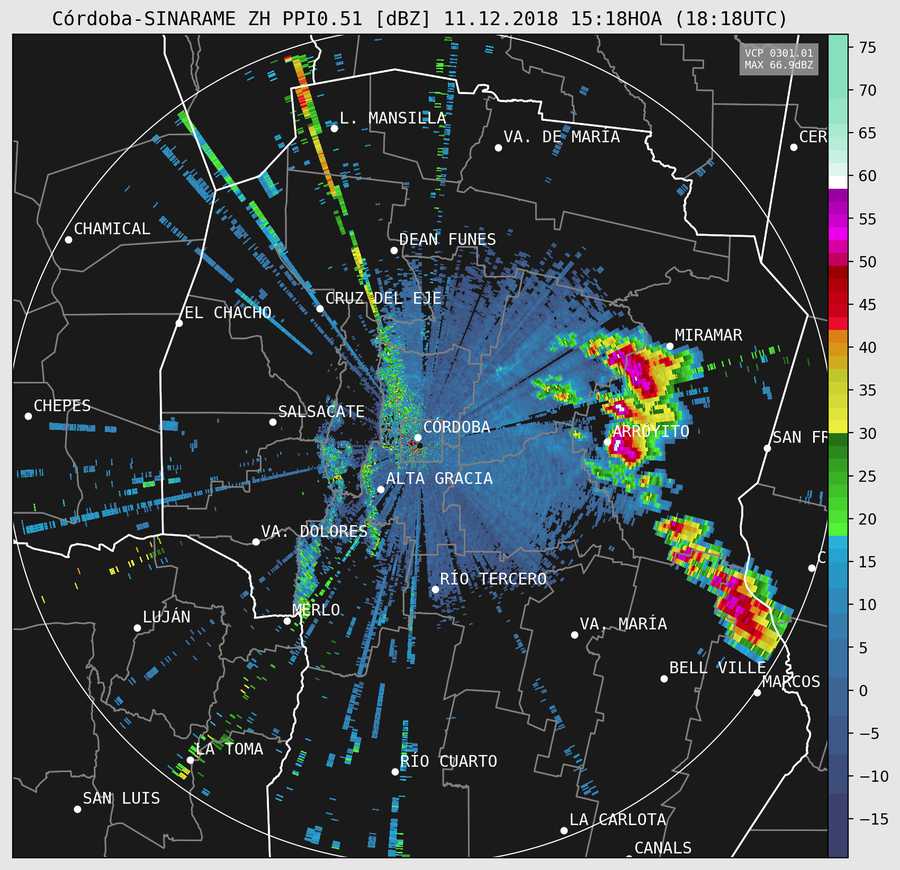 Córdoba-SINARAME ZH PPI0.51 [dBZ] 11.12.2018 15:18HOA (18:18UTC)
VCP 0301.01
MAX 66.9dBZ
75
70
65
60
55
50
45
40
35
30
25
20
15
10
5
0
−5
−10
−15
L. MANSILLA
VA. DE MARÍA
CER
CHAMICAL
DEAN FUNES
CRUZ DEL EJE
EL CHACHO
MIRAMAR
CHEPES
SALSACATE
CÓRDOBA
ARROYITO
SAN FR
ALTA GRACIA
VA. DOLORES
C
RÍO TERCERO
MERLO
LUJÁN
VA. MARÍA
BELL VILLE
MARCOS
LA TOMA
RÍO CUARTO
SAN LUIS
LA CARLOTA
CANALS